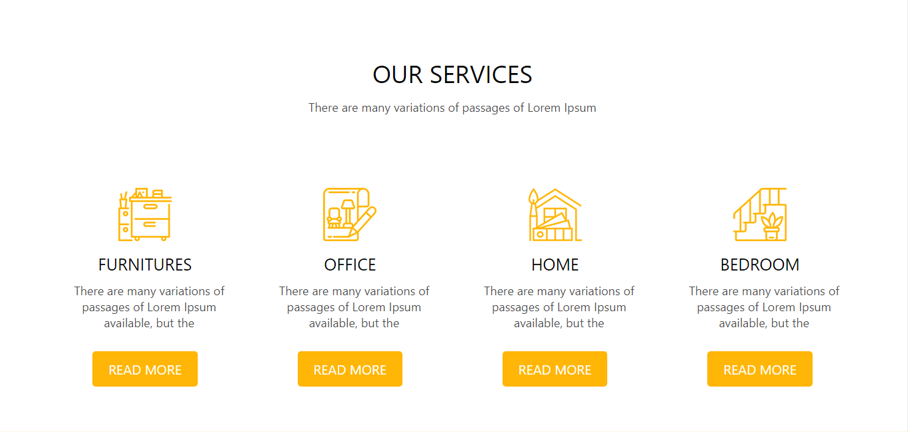 OUR SERVICES
There are many variations of passages of Lorem Ipsum
FURNITURES
There are many variations of
passages of Lorem Ipsum
available, but the
READ MORE
OFFICE
There are many variations of
passages of Lorem Ipsum
available, but the
READ MORE
HOME
There are many variations of
passages of Lorem Ipsum
available, but the
READ MORE
BEDROOM
There are many variations of
passages of Lorem Ipsum
available, but the
READ MORE